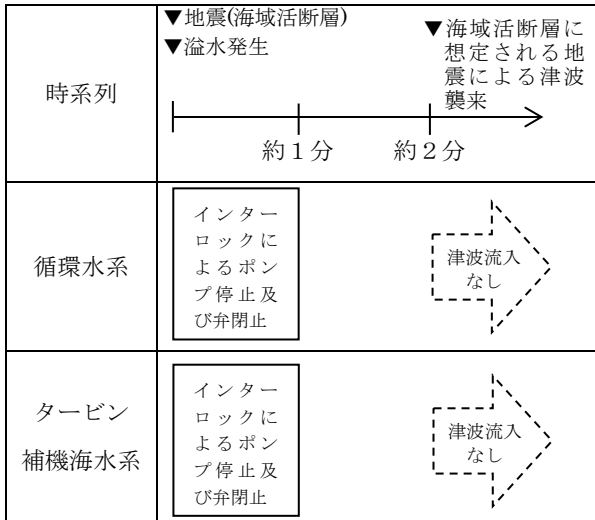 時系列
▼地震(海域活断層)
▼溢水発生
▼海域活断層に
想定される地
震による津波
襲来
約１分
約２分
循環水系
インター
ロックに
よるポン
プ停止及
び弁閉止
津波流入
なし
タービン
補機海水系
インター
ロックに
よるポン
プ停止及
び弁閉止
津波流入
なし